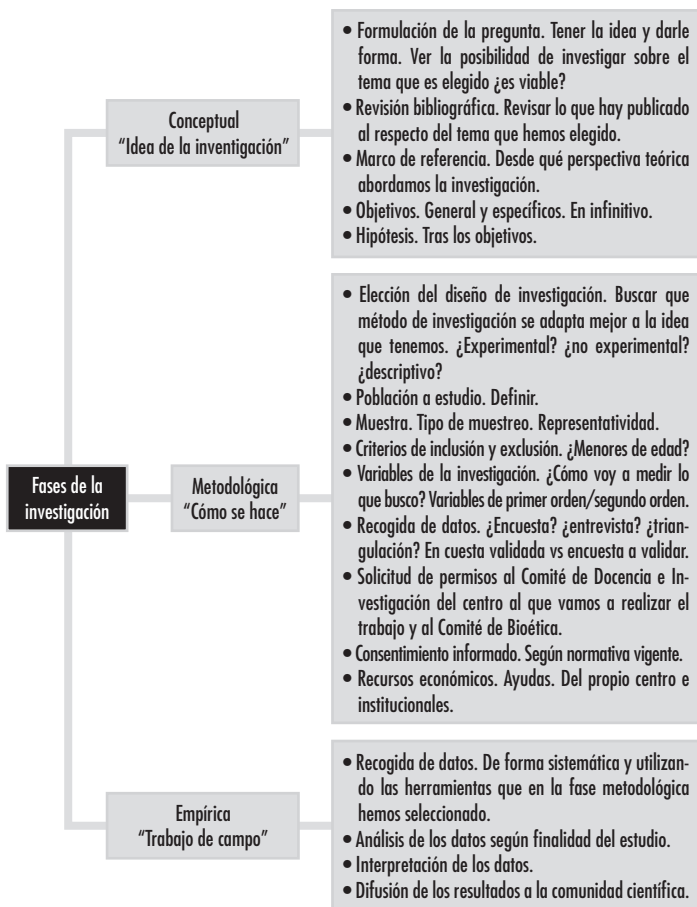 • Formulación de la pregunta. Tener la idea y darle
forma. Ver la posibilidad de investigar sobre el
tema que es elegido ¿es viable?
• Revisión bibliográfica. Revisar lo que hay publicado
al respecto del tema que hemos elegido.
• Marco de referencia. Desde qué perspectiva teórica
abordamos la investigación.
• Objetivos. General y específicos. En infinitivo.
• Hipótesis. Tras los objetivos.
Conceptual
“Idea de la inventigación”
• Elección del diseño de investigación. Buscar que
método de investigación se adapta mejor a la idea
que tenemos. ¿Experimental? ¿no experimental?
¿descriptivo?
• Población a estudio. Definir.
• Muestra. Tipo de muestreo. Representatividad.
• Criterios de inclusión y exclusión. ¿Menores de edad?
• Variables de la investigación. ¿Cómo voy a medir lo
que busco? Variables de primer orden/segundo orden.
• Recogida de datos. ¿Encuesta? ¿entrevista? ¿trian-
gulación? En cuesta validada vs encuesta a validar.
• Solicitud de permisos al Comité de Docencia e In-
vestigación del centro al que vamos a realizar el
trabajo y al Comité de Bioética.
• Consentimiento informado. Según normativa vigente.
• Recursos económicos. Ayudas. Del propio centro e
institucionales.
Fases de la
investigación
Metodológica
“Cómo se hace”
• Recogida de datos. De forma sistemática y utilizan-
do las herramientas que en la fase metodológica
hemos seleccionado.
• Análisis de los datos según finalidad del estudio.
• Interpretación de los datos.
• Difusión de los resultados a la comunidad científica.
Empírica
“Trabajo de campo”